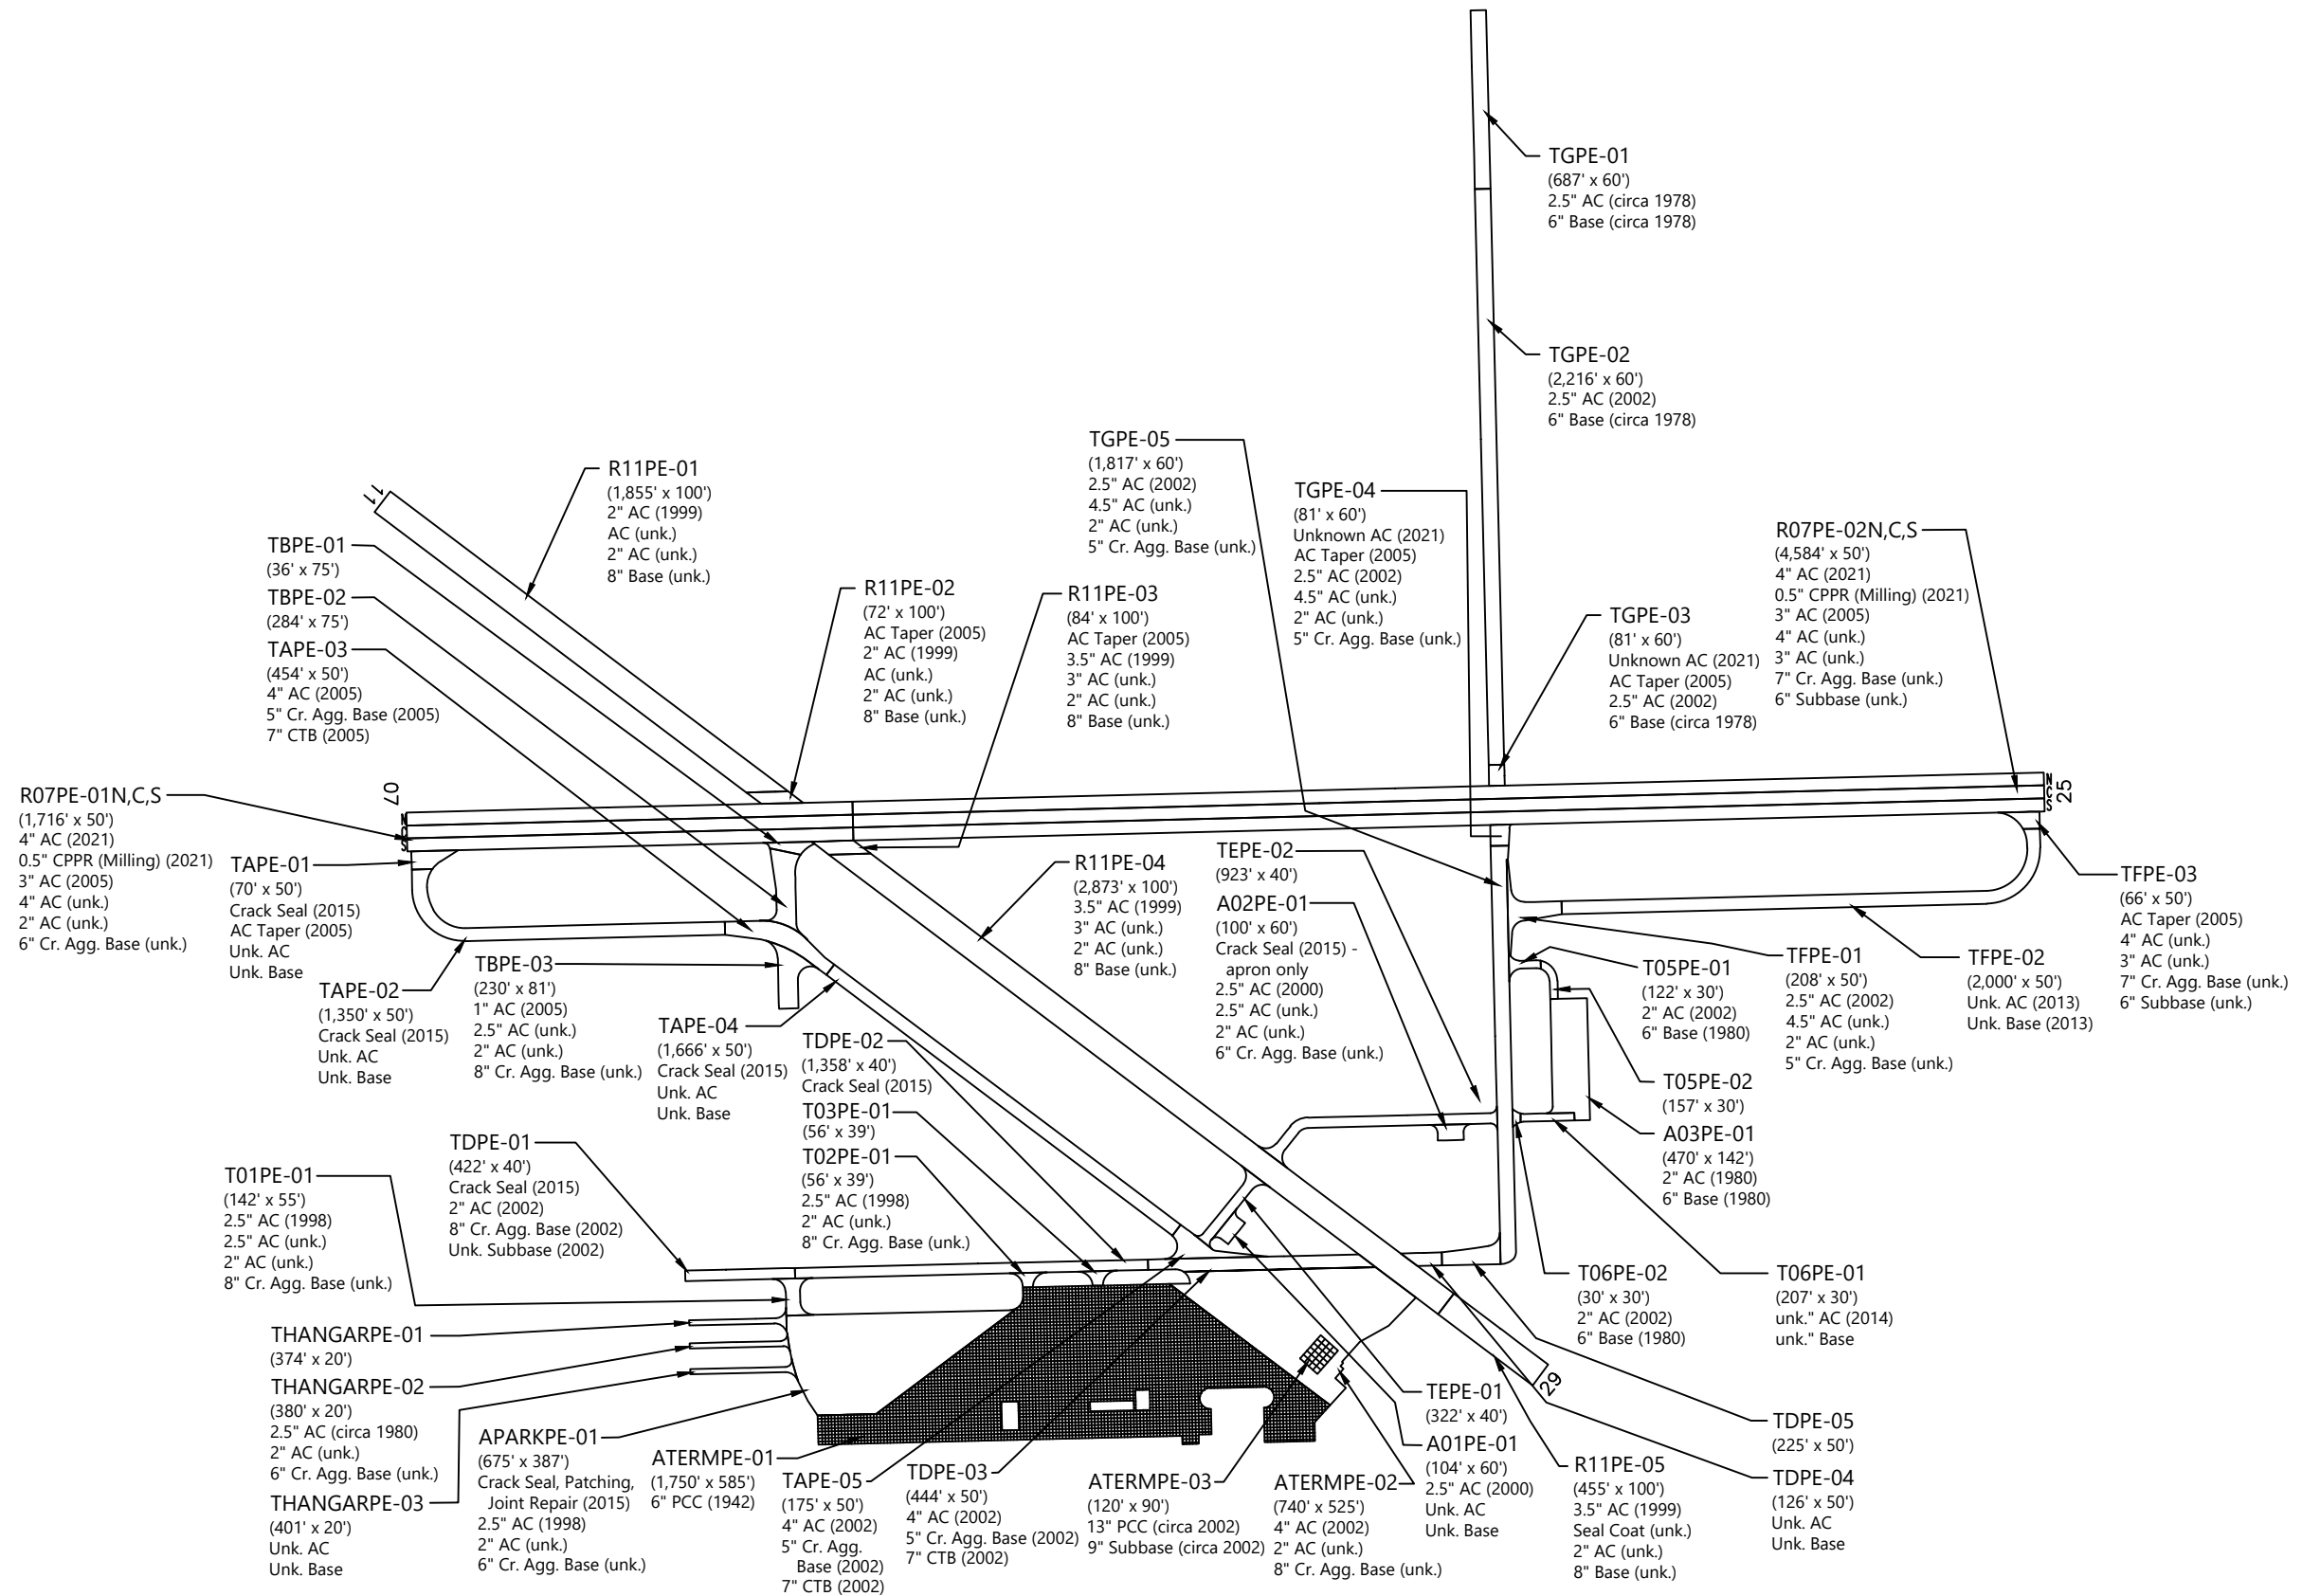 TGPE-01
(687' x 60')
2.5" AC (circa 1978)
6" Base (circa 1978)
TGPE-02
(2,216' x 60')
2.5" AC (2002)
6" Base (circa 1978)
TGPE-05
(1,817' x 60')
2.5" AC (2002)
4.5" AC (unk.)
2" AC (unk.)
5" Cr. Agg. Base (unk.)
R11PE-01
(1,855' x 100')
2" AC (1999)
AC (unk.)
2" AC (unk.)
8" Base (unk.)
11
TGPE-04
(81' x 60')
Unknown AC (2021)
AC Taper (2005)
2.5" AC (2002)
4.5" AC (unk.)
2" AC (unk.)
5" Cr. Agg. Base (unk.)
R07PE-02N,C,S
(4,584' x 50')
4" AC (2021)
0.5" CPPR (Milling) (2021)
3" AC (2005)
4" AC (unk.)
3" AC (unk.)
7" Cr. Agg. Base (unk.)
6" Subbase (unk.)
TBPE-01
(36' x 75')
TBPE-02
(284' x 75')
TAPE-03
(454' x 50')
4" AC (2005)
5" Cr. Agg. Base (2005)
7" CTB (2005)
R11PE-02
(72' x 100')
AC Taper (2005)
2" AC (1999)
AC (unk.)
2" AC (unk.)
8" Base (unk.)
R11PE-03
(84' x 100')
AC Taper (2005)
3.5" AC (1999)
3" AC (unk.)
2" AC (unk.)
8" Base (unk.)
TGPE-03
(81' x 60')
Unknown AC (2021)
AC Taper (2005)
2.5" AC (2002)
6" Base (circa 1978)
R07PE-01N,C,S
(1,716' x 50')
4" AC (2021)
0.5" CPPR (Milling) (2021)
3" AC (2005)
4" AC (unk.)
2" AC (unk.)
6" Cr. Agg. Base (unk.)
07
N
C
S
N
C
S
25
TAPE-01
(70' x 50')
Crack Seal (2015)
AC Taper (2005)
Unk. AC
Unk. Base
R11PE-04
(2,873' x 100')
3.5" AC (1999)
3" AC (unk.)
2" AC (unk.)
8" Base (unk.)
TEPE-02
(923' x 40')
A02PE-01
(100' x 60')
Crack Seal (2015) -
apron only
2.5" AC (2000)
2.5" AC (unk.)
2" AC (unk.)
6" Cr. Agg. Base (unk.)
TFPE-03
(66' x 50')
AC Taper (2005)
4" AC (unk.)
3" AC (unk.)
7" Cr. Agg. Base (unk.)
6" Subbase (unk.)
TAPE-02
(1,350' x 50')
Crack Seal (2015)
Unk. AC
Unk. Base
TBPE-03
(230' x 81')
1" AC (2005)
2.5" AC (unk.)
2" AC (unk.)
8" Cr. Agg. Base (unk.)
TAPE-04
(1,666' x 50')
Crack Seal (2015)
Unk. AC
Unk. Base
TDPE-02
(1,358' x 40')
Crack Seal (2015)
T03PE-01
(56' x 39')
T02PE-01
(56' x 39')
2.5" AC (1998)
2" AC (unk.)
8" Cr. Agg. Base (unk.)
T05PE-01
(122' x 30')
2" AC (2002)
6" Base (1980)
TFPE-01
(208' x 50')
2.5" AC (2002)
4.5" AC (unk.)
2" AC (unk.)
5" Cr. Agg. Base (unk.)
TFPE-02
(2,000' x 50')
Unk. AC (2013)
Unk. Base (2013)
T05PE-02
(157' x 30')
A03PE-01
(470' x 142')
2" AC (1980)
6" Base (1980)
TDPE-01
(422' x 40')
Crack Seal (2015)
2" AC (2002)
8" Cr. Agg. Base (2002)
Unk. Subbase (2002)
T01PE-01
(142' x 55')
2.5" AC (1998)
2.5" AC (unk.)
2" AC (unk.)
8" Cr. Agg. Base (unk.)
T06PE-02
(30' x 30')
2" AC (2002)
6" Base (1980)
T06PE-01
(207' x 30')
unk." AC (2014)
unk." Base
THANGARPE-01
(374' x 20')
THANGARPE-02
(380' x 20')
2.5" AC (circa 1980)
2" AC (unk.)
6" Cr. Agg. Base (unk.)
THANGARPE-03
(401' x 20')
Unk. AC
Unk. Base
APARKPE-01
(675' x 387')
Crack Seal, Patching,
Joint Repair (2015)
2.5" AC (1998)
2" AC (unk.)
6" Cr. Agg. Base (unk.)
ATERMPE-01
(1,750' x 585')
6" PCC (1942)
TAPE-05
(175' x 50')
4" AC (2002)
5" Cr. Agg.
Base (2002)
7" CTB (2002)
TDPE-03
(444' x 50')
4" AC (2002)
5" Cr. Agg. Base (2002)
7" CTB (2002)
ATERMPE-03
(120' x 90')
13" PCC (circa 2002)
9" Subbase (circa 2002)
ATERMPE-02
(740' x 525')
4" AC (2002)
2" AC (unk.)
8" Cr. Agg. Base (unk.)
TEPE-01
(322' x 40')
A01PE-01
(104' x 60')
2.5" AC (2000)
Unk. AC
Unk. Base
29
R11PE-05
(455' x 100')
3.5" AC (1999)
Seal Coat (unk.)
2" AC (unk.)
8" Base (unk.)
TDPE-05
(225' x 50')
TDPE-04
(126' x 50')
Unk. AC
Unk. Base